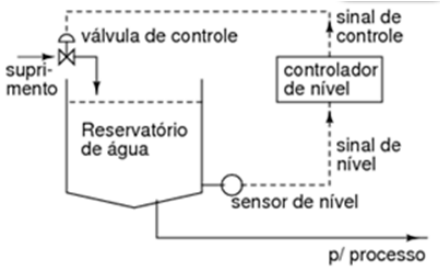 sinal de
controle
válvula de controle
supri-
mento
controlador
de nível
Reservatório
de água
sinal de
nível
sensor de nível
p/ processo